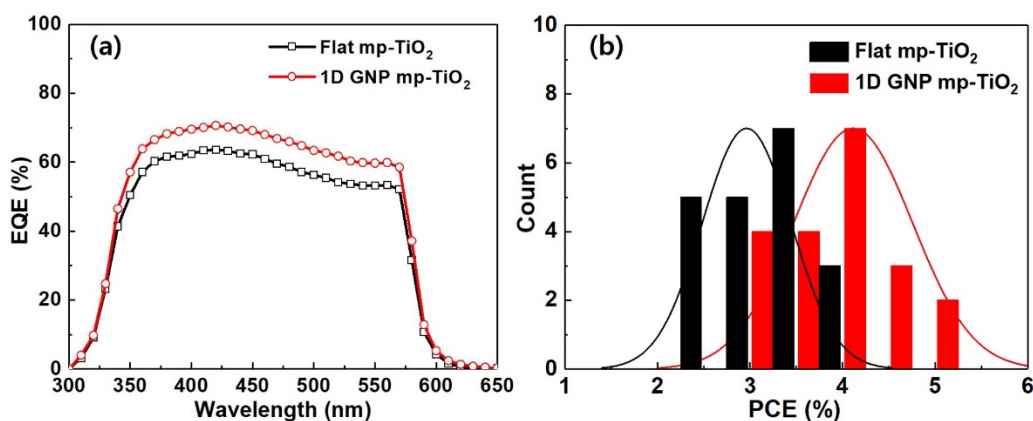 (a)
Flat mp-TiO₂
1D GNP mp-TiO₂
EQE (%)
100
80
60
40
20
0
300 350 400 450 500 550 600 650
Wavelength (nm)
(b)
Flat mp-TiO₂
1D GNP mp-TiO₂
Count
10
8
6
4
2
0
1 2 3 4 5 6
PCE (%)